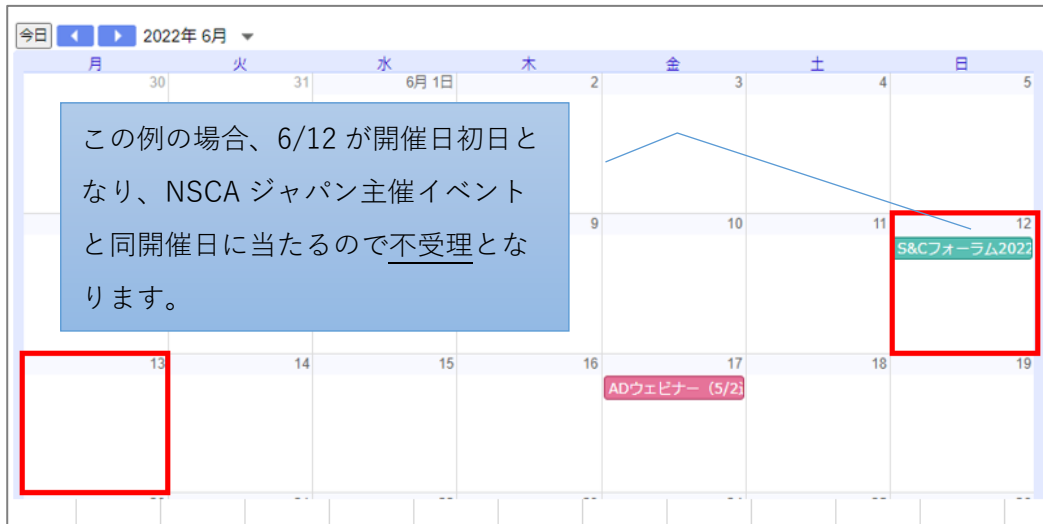 今日 2022年 6月
月 火 水 木 金 土 日
30 31 6月 1日 2 3 4 5
この例の場合、6/12 が開催日初日と
なり、NSCA ジャパン主催イベント
と同開催日に当たるので不受理とな
ります。
9 10 11 12
S&Cフォーラム2022
13 14 15 16 17 18 19
ADウェビナー（5/2